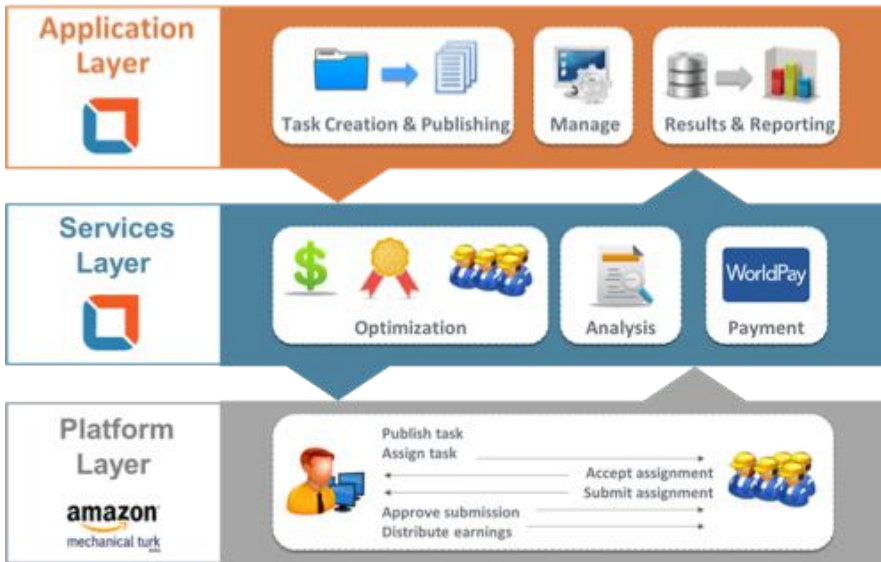 Application
Layer
Task Creation & Publishing
Manage
Results & Reporting
Services
Layer
Optimization
Analysis
WorldPay
Payment
Platform
Layer
amazon
mechanical turk
Publish task
Assign task
Accept assignment
Submit assignment
Approve submission
Distribute earnings